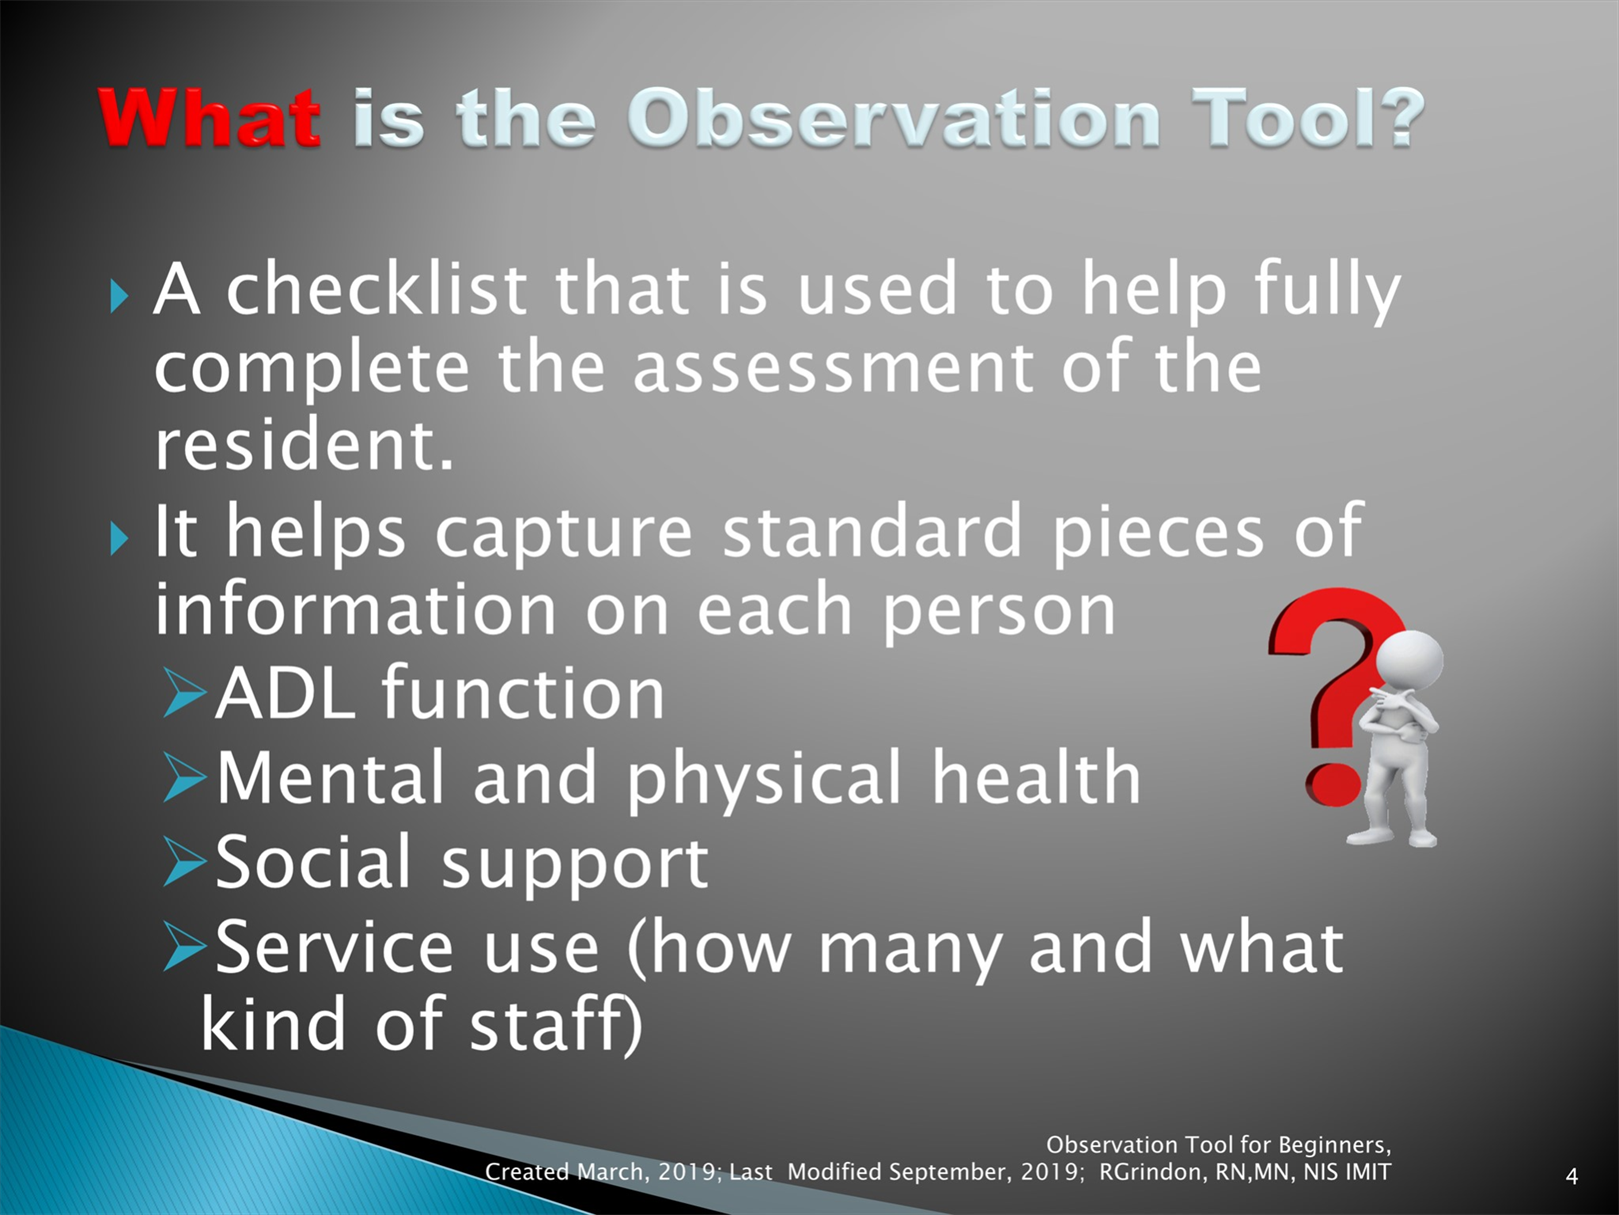 What is the Observation Tool?
A checklist that is used to help fully
complete the assessment of the
resident.
It helps capture standard pieces of
information on each person
ADL function
Mental and physical health
Social support
Service use (how many and what
kind of staff)
Observation Tool for Beginners,
Created March, 2019; Last  Modified September, 2019;  RGrindon, RN,MN, NIS IMIT
4